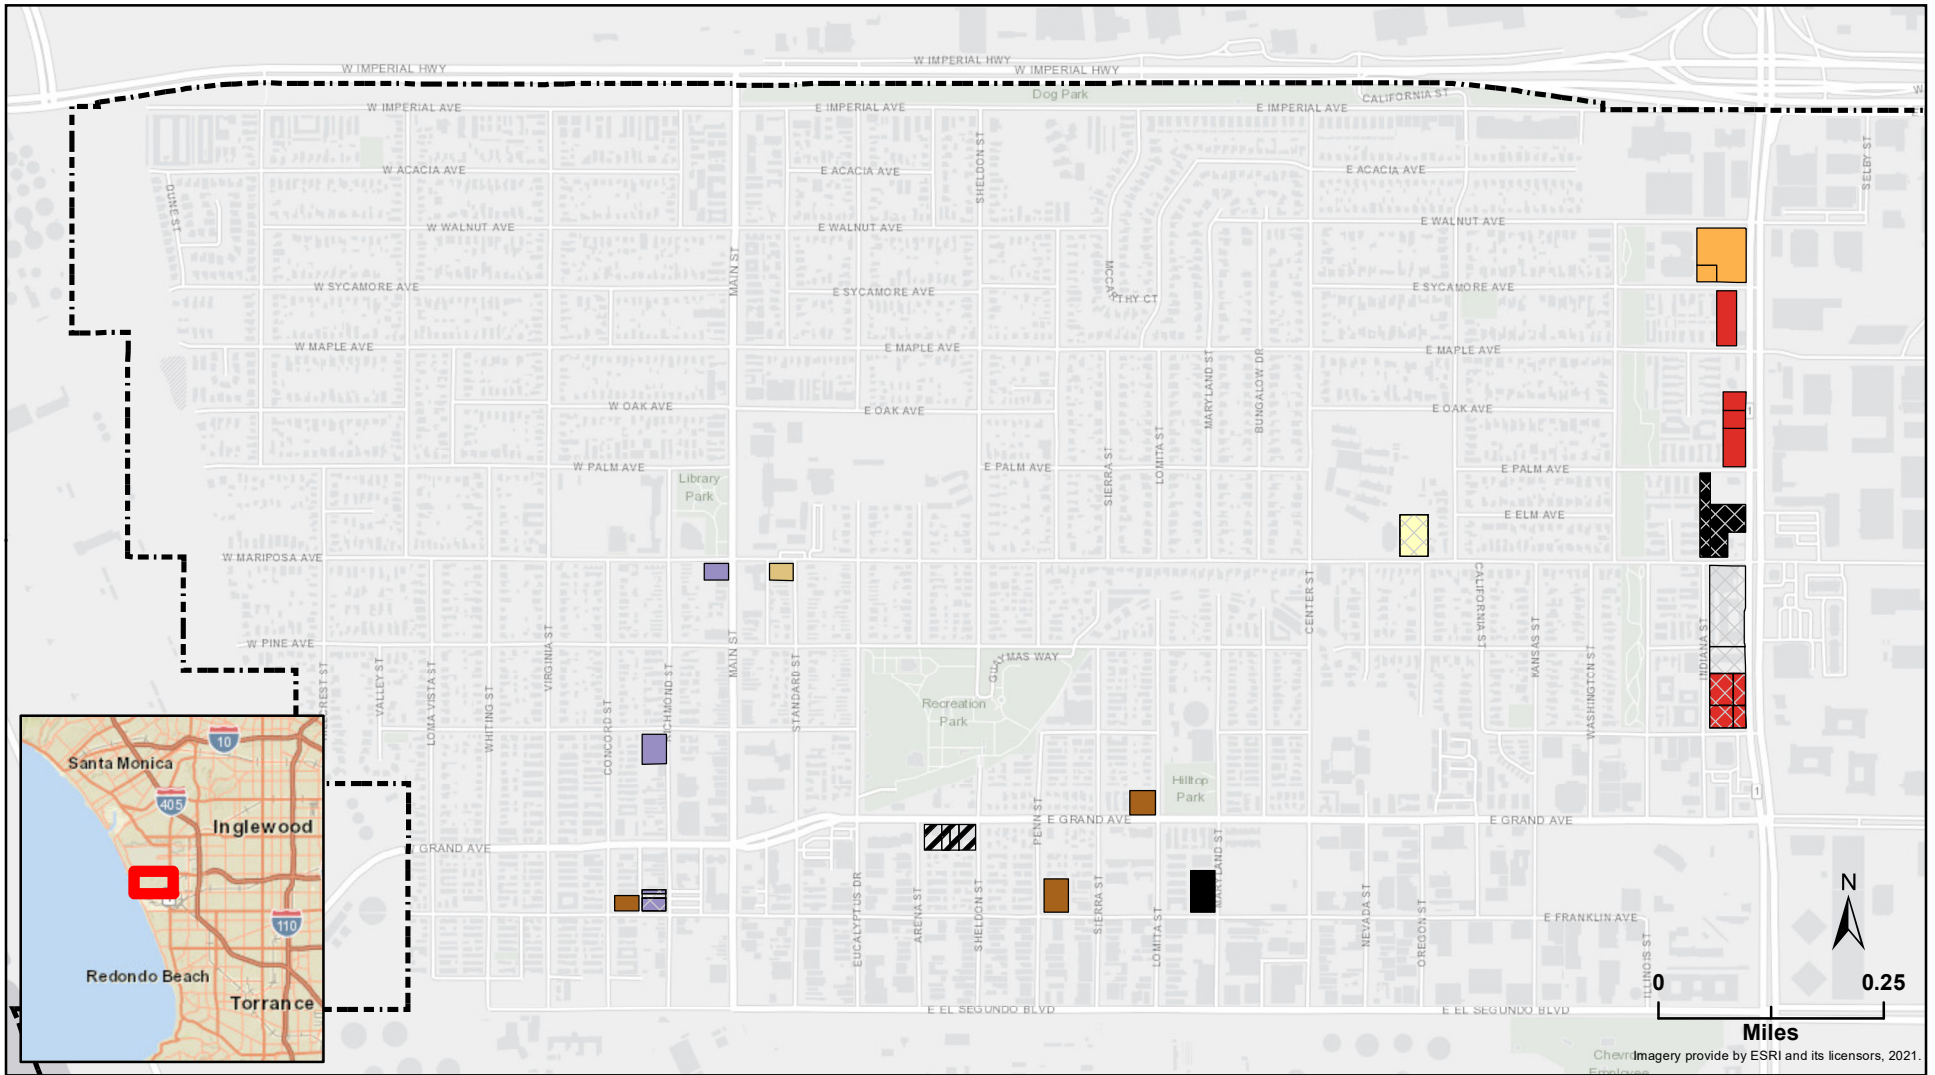 W IMPERIAL HWY
W IMPERIAL HWY
W IMPERIAL HWY
Dog Park
CALIFORNIA ST
W IMPERIAL AVE
E IMPERIAL AVE
E IMPERIAL AVE
SHELDON ST
SELBY ST
W ACACIA AVE
E ACACIA AVE
E ACACIA AVE
DUNE ST
W WALNUT AVE
E WALNUT AVE
E WALNUT AVE
MAIN ST
W SYCAMORE AVE
E SYCAMORE AVE
MCCARTHY CT
E SYCAMORE AVE
W MAPLE AVE
E MAPLE AVE
E MAPLE AVE
MARYLAND ST
BUNGALOW DR
W OAK AVE
E OAK AVE
E OAK AVE
1
SIERRA ST
LOMITA ST
W PALM AVE
E PALM AVE
E PALM AVE
Library
Park
E ELM AVE
W MARIPOSA AVE
CENTER ST
CALIFORNIA ST
KANSAS ST
WASHINGTON ST
INDIANA ST
W PINE AVE
VALLEY ST
LOMA VISTA ST
WHITING ST
VIRGINIA ST
CONCORD ST
MAIN ST
STANDARD ST
MAS WAY
Recreation
Park
Hilltop
Park
1
PENN ST
E GRAND AVE
E GRAND AVE
GRAND AVE
MARYLAND ST
EUCALYPTUS DR
ARENA ST
SHELDON ST
SIERRA ST
LOMITA ST
NEVADA ST
OREGON ST
E FRANKLIN AVE
ILLINOIS ST
E EL SEGUNDO BLVD
E EL SEGUNDO BLVD
10
Santa Monica
405
Inglewood
110
Redondo Beach
Torrance
N
0
0.25
Miles
Imagery provide by ESRI and its licensors, 2021.